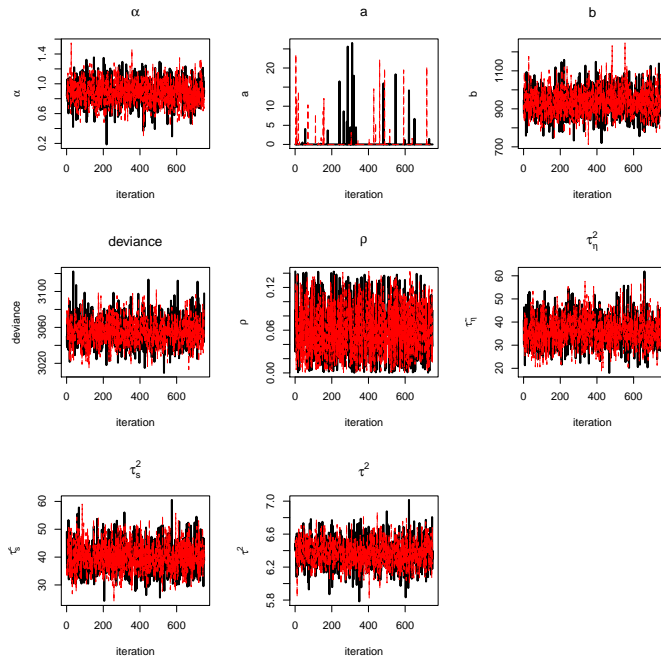 α
a
b
α
0.2 0.6 1.0 1.4
a
0 5 10 20
b
700 900 1100
0 200 400 600
0 200 400 600
0 200 400 600
iteration
iteration
iteration
deviance
ρ
τ²η
deviance
3020 3060 3100
ρ
0.00 0.06 0.12
τ²η
20 30 40 50 60
0 200 400 600
0 200 400 600
0 200 400 600
iteration
iteration
iteration
τ²s
τ²
τ²s
30 40 50 60
τ²
5.8 6.2 6.6 7.0
0 200 400 600
0 200 400 600
iteration
iteration